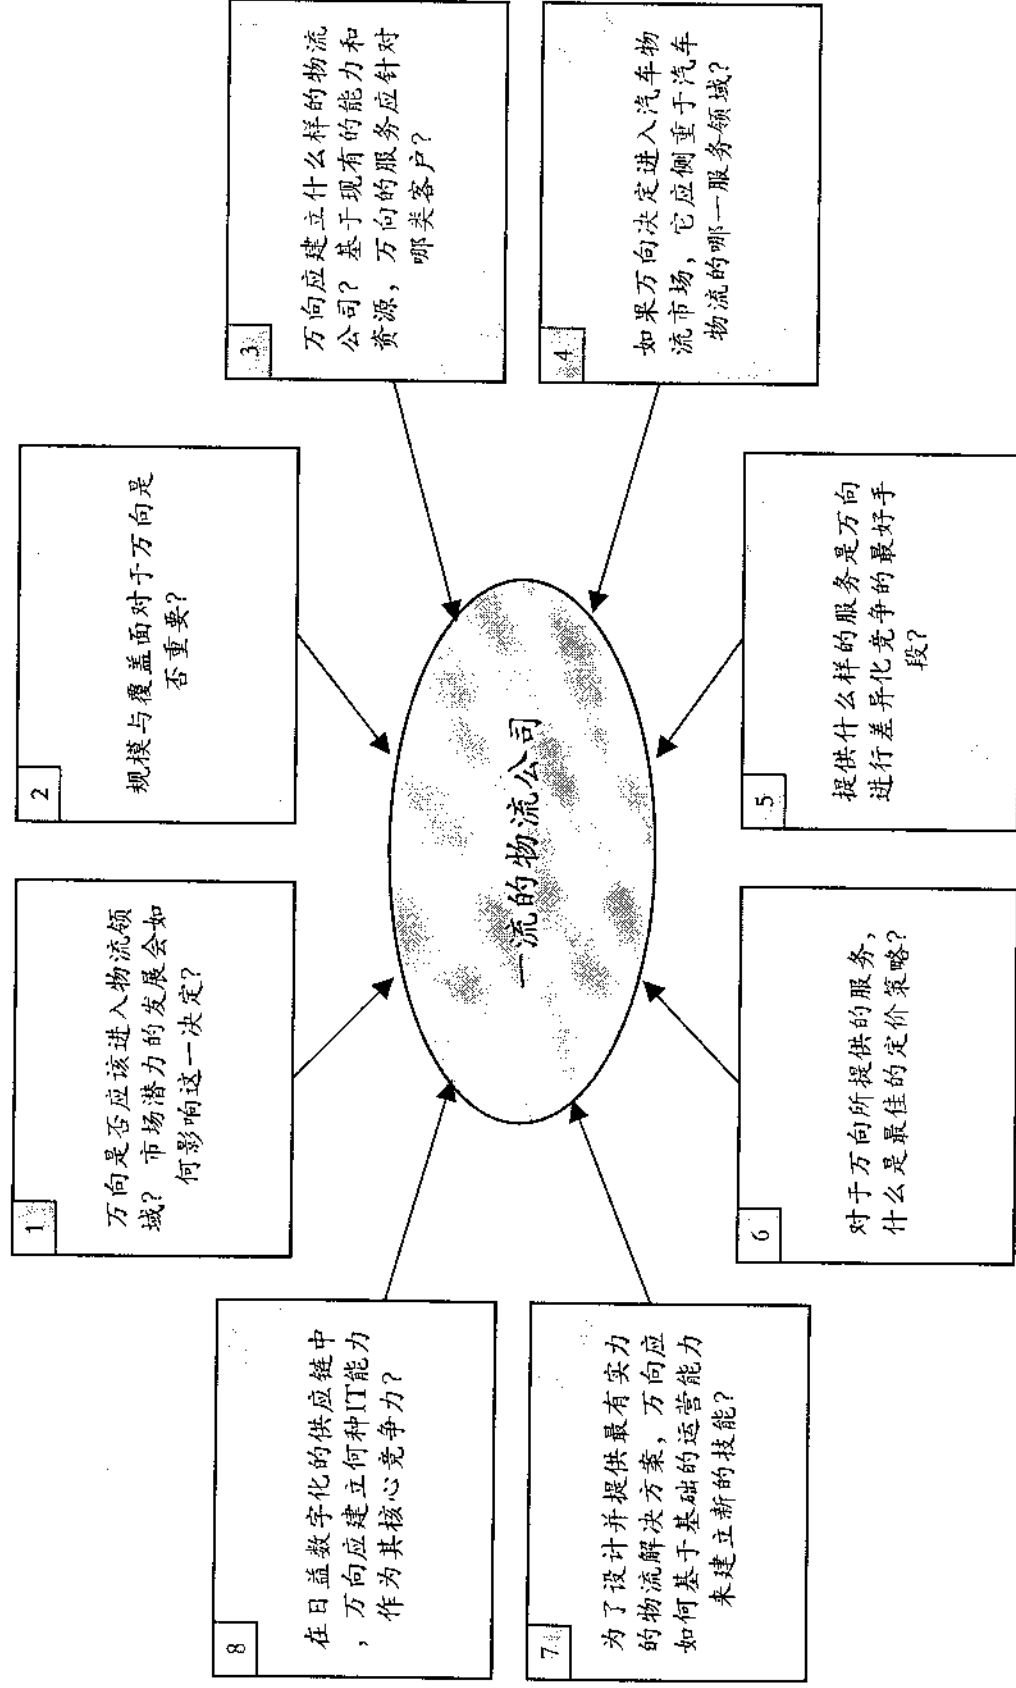 1
万向是否应该进入物流领
域？市场潜力的发展会如
何影响这一决定？
2
规模与覆盖面对于万向是
否重要？
3
万向应建立什么样的物流
公司？基于现有的能力和
资源，万向的服务应针对
哪类客户？
4
如果万向决定进入汽车物
流市场，它应侧重于汽车
物流的哪一服务领域？
5
提供什么样的服务是万向
进行差异化竞争的最好手
段？
6
对于万向所提供的服务，
什么是最佳的定价策略？
7
为了设计并提供最有实力
的物流解决方案，万向应
如何基于基础的运营能力
来建立新的技能？
8
在日益数字化的供应链中
，万向应建立何种IT能力
作为其核心竞争力？
一流的物流公司